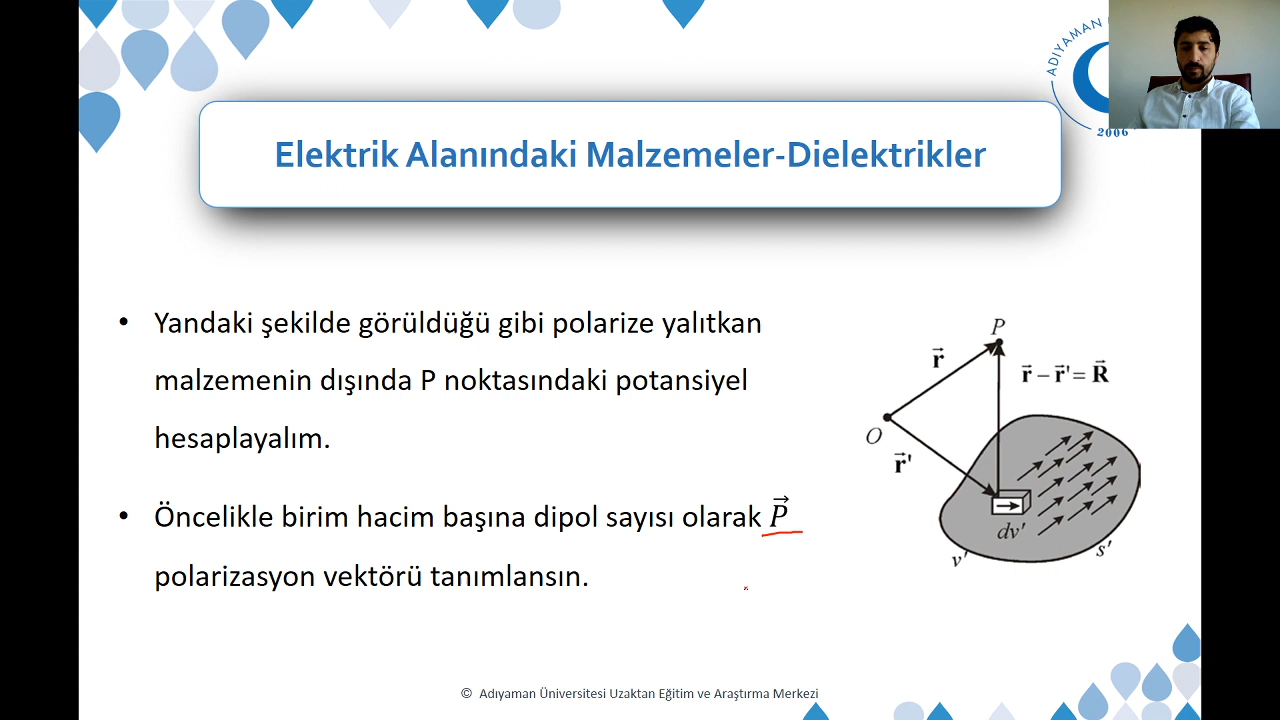 ADIYAMAN
2006
Elektrik Alanındaki Malzemeler-Dielektrikler
• Yandaki şekilde görüldüğü gibi polarize yalıtkan
malzemenin dışında P noktasındaki potansiyel
hesaplayalım.
• Öncelikle birim hacim başına dipol sayısı olarak P⃗
polarizasyon vektörü tanımlansın.
P
r⃗
r⃗ – r⃗' = R⃗
O
r⃗'
dv'
v'
s'
© Adıyaman Üniversitesi Uzaktan Eğitim ve Araştırma Merkezi